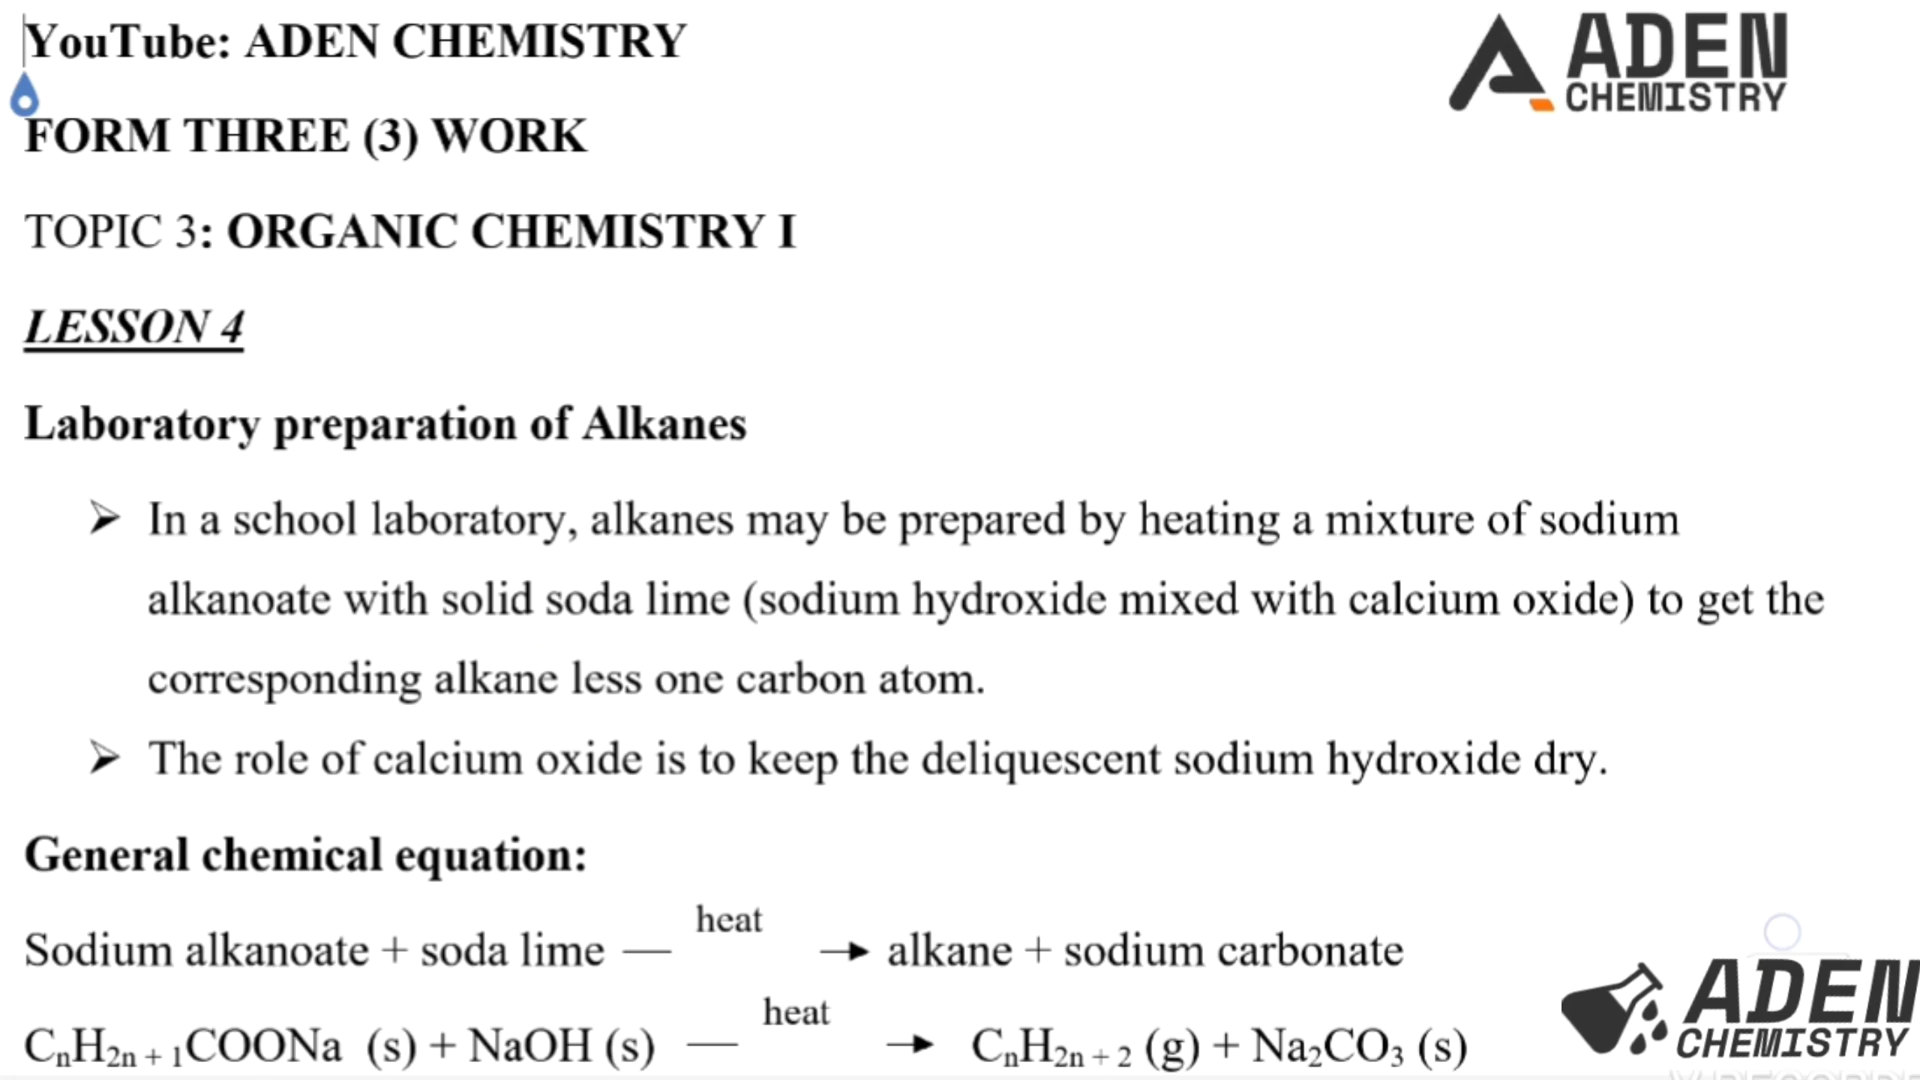 YouTube: ADEN CHEMISTRY
ADEN
CHEMISTRY
FORM THREE (3) WORK
TOPIC 3: ORGANIC CHEMISTRY I
LESSON 4
Laboratory preparation of Alkanes
➢ In a school laboratory, alkanes may be prepared by heating a mixture of sodium
alkanoate with solid soda lime (sodium hydroxide mixed with calcium oxide) to get the
corresponding alkane less one carbon atom.
➢ The role of calcium oxide is to keep the deliquescent sodium hydroxide dry.
General chemical equation:
heat
Sodium alkanoate + soda lime — → alkane + sodium carbonate
heat
CₙH₂ₙ ₊ ₁COONa (s) + NaOH (s) — → CₙH₂ₙ ₊ ₂ (g) + Na₂CO₃ (s)
ADEN
CHEMISTRY